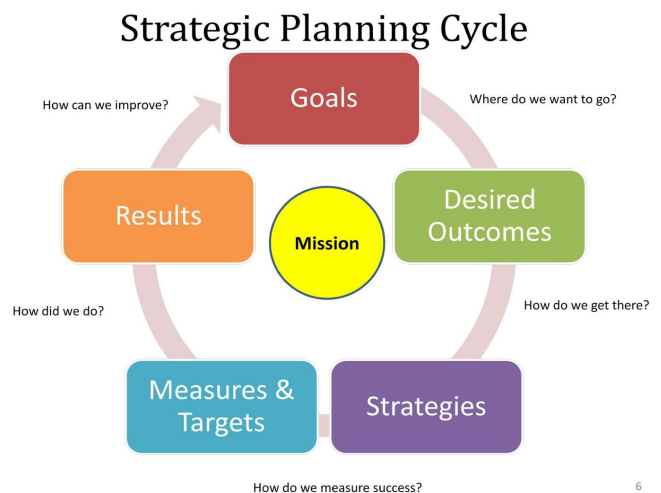 Strategic Planning Cycle
Goals
How can we improve?
Where do we want to go?
Results
Desired
Outcomes
Mission
How did we do?
How do we get there?
Measures &
Targets
Strategies
How do we measure success?
6